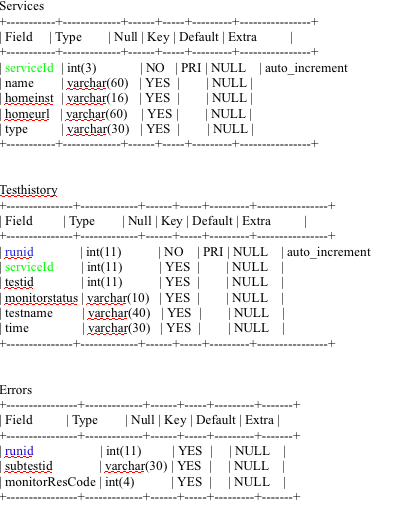 Services
+-------------+-------------+------+-----+---------+----------------+
| Field | Type | Null | Key | Default | Extra |
+-------------+-------------+------+-----+---------+----------------+
| serviceId | int(3) | NO | PRI | NULL | auto_increment
| name | varchar(60) | YES | | NULL |
| homeinst | varchar(16) | YES | | NULL |
| homeurl | varchar(60) | YES | | NULL |
| type | varchar(30) | YES | | NULL |
+-------------+-------------+------+-----+---------+----------------+
Testhistory
+---------------+-------------+------+-----+---------+----------------+
| Field | Type | Null | Key | Default | Extra |
+---------------+-------------+------+-----+---------+----------------+
| runid | int(11) | NO | PRI | NULL | auto_increment
| serviceId | int(11) | YES | | NULL |
| testid | int(11) | YES | | NULL |
| monitorstatus | varchar(10) | YES | | NULL |
| testname | varchar(40) | YES | | NULL |
| time | varchar(30) | YES | | NULL |
+---------------+-------------+------+-----+---------+----------------+
Errors
+----------------+-------------+------+-----+---------+-------+
| Field | Type | Null | Key | Default | Extra |
+----------------+-------------+------+-----+---------+-------+
| runid | int(11) | YES | | NULL |
| subtestid | varchar(30) | YES | | NULL |
| monitorResCode | int(4) | YES | | NULL |
+----------------+-------------+------+-----+---------+-------+